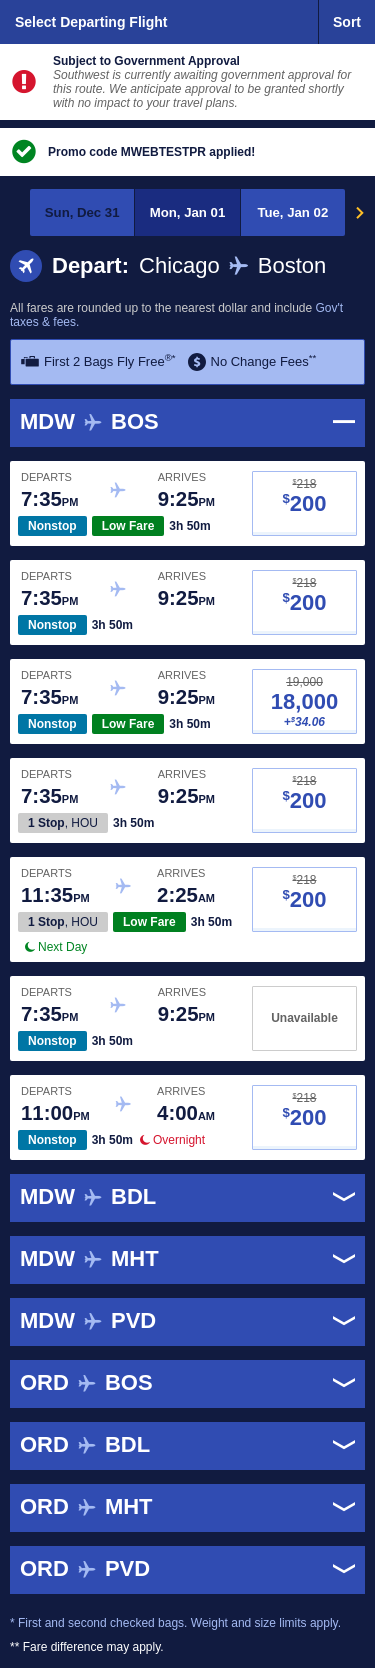 Select Departing Flight Sort
Subject to Government Approval
Southwest is currently awaiting government approval for
this route. We anticipate approval to be granted shortly
with no impact to your travel plans.
Promo code MWEBTESTPR applied!
Sun, Dec 31 Mon, Jan 01 Tue, Jan 02
Depart: Chicago Boston
All fares are rounded up to the nearest dollar and include Gov't
taxes & fees.
First 2 Bags Fly Free®* No Change Fees**
MDW BOS
DEPARTS ARRIVES $218
7:35PM 9:25PM $200
Nonstop Low Fare 3h 50m
DEPARTS ARRIVES $218
7:35PM 9:25PM $200
Nonstop 3h 50m
DEPARTS ARRIVES 19,000
7:35PM 9:25PM 18,000
Nonstop Low Fare 3h 50m +$34.06
DEPARTS ARRIVES $218
7:35PM 9:25PM $200
1 Stop, HOU 3h 50m
DEPARTS ARRIVES $218
11:35PM 2:25AM $200
1 Stop, HOU Low Fare 3h 50m
Next Day
DEPARTS ARRIVES
7:35PM 9:25PM Unavailable
Nonstop 3h 50m
DEPARTS ARRIVES $218
11:00PM 4:00AM $200
Nonstop 3h 50m Overnight
MDW BDL
MDW MHT
MDW PVD
ORD BOS
ORD BDL
ORD MHT
ORD PVD
* First and second checked bags. Weight and size limits apply.
** Fare difference may apply.